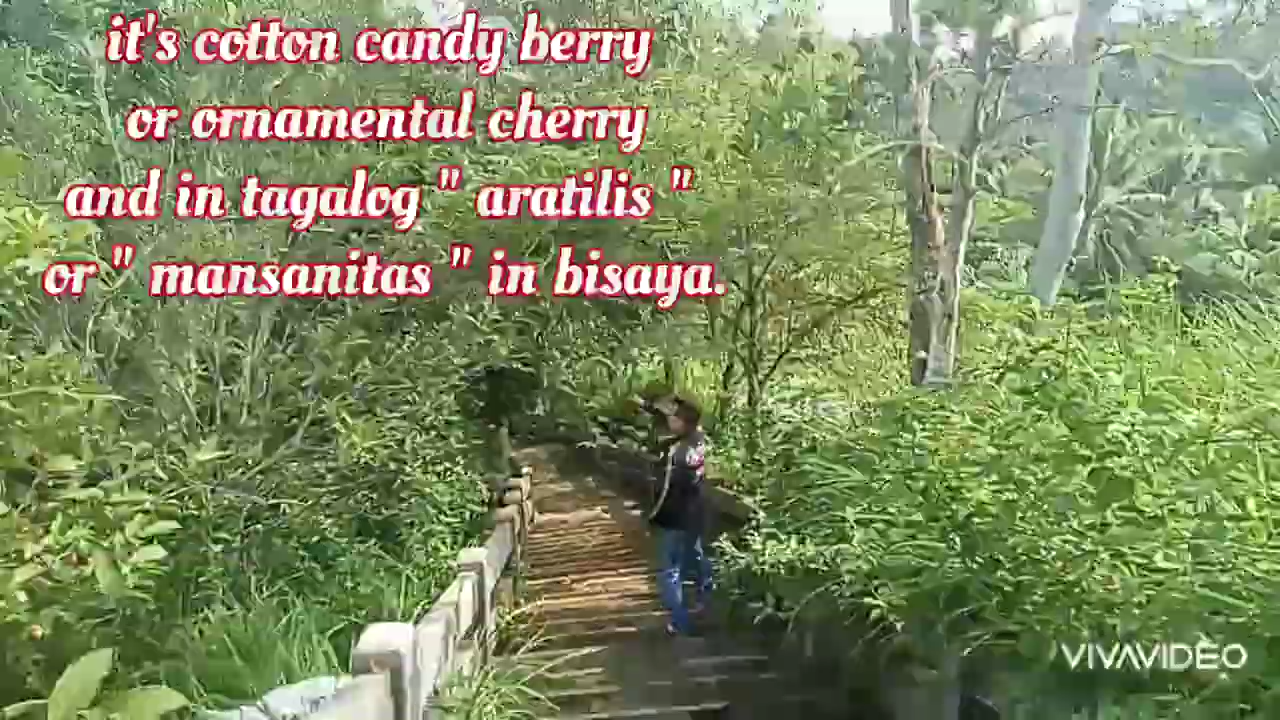 it's cotton candy berry
or ornamental cherry
and in tagalog " aratilis "
or " mansanitas " in bisaya.
VIVAVIDEO